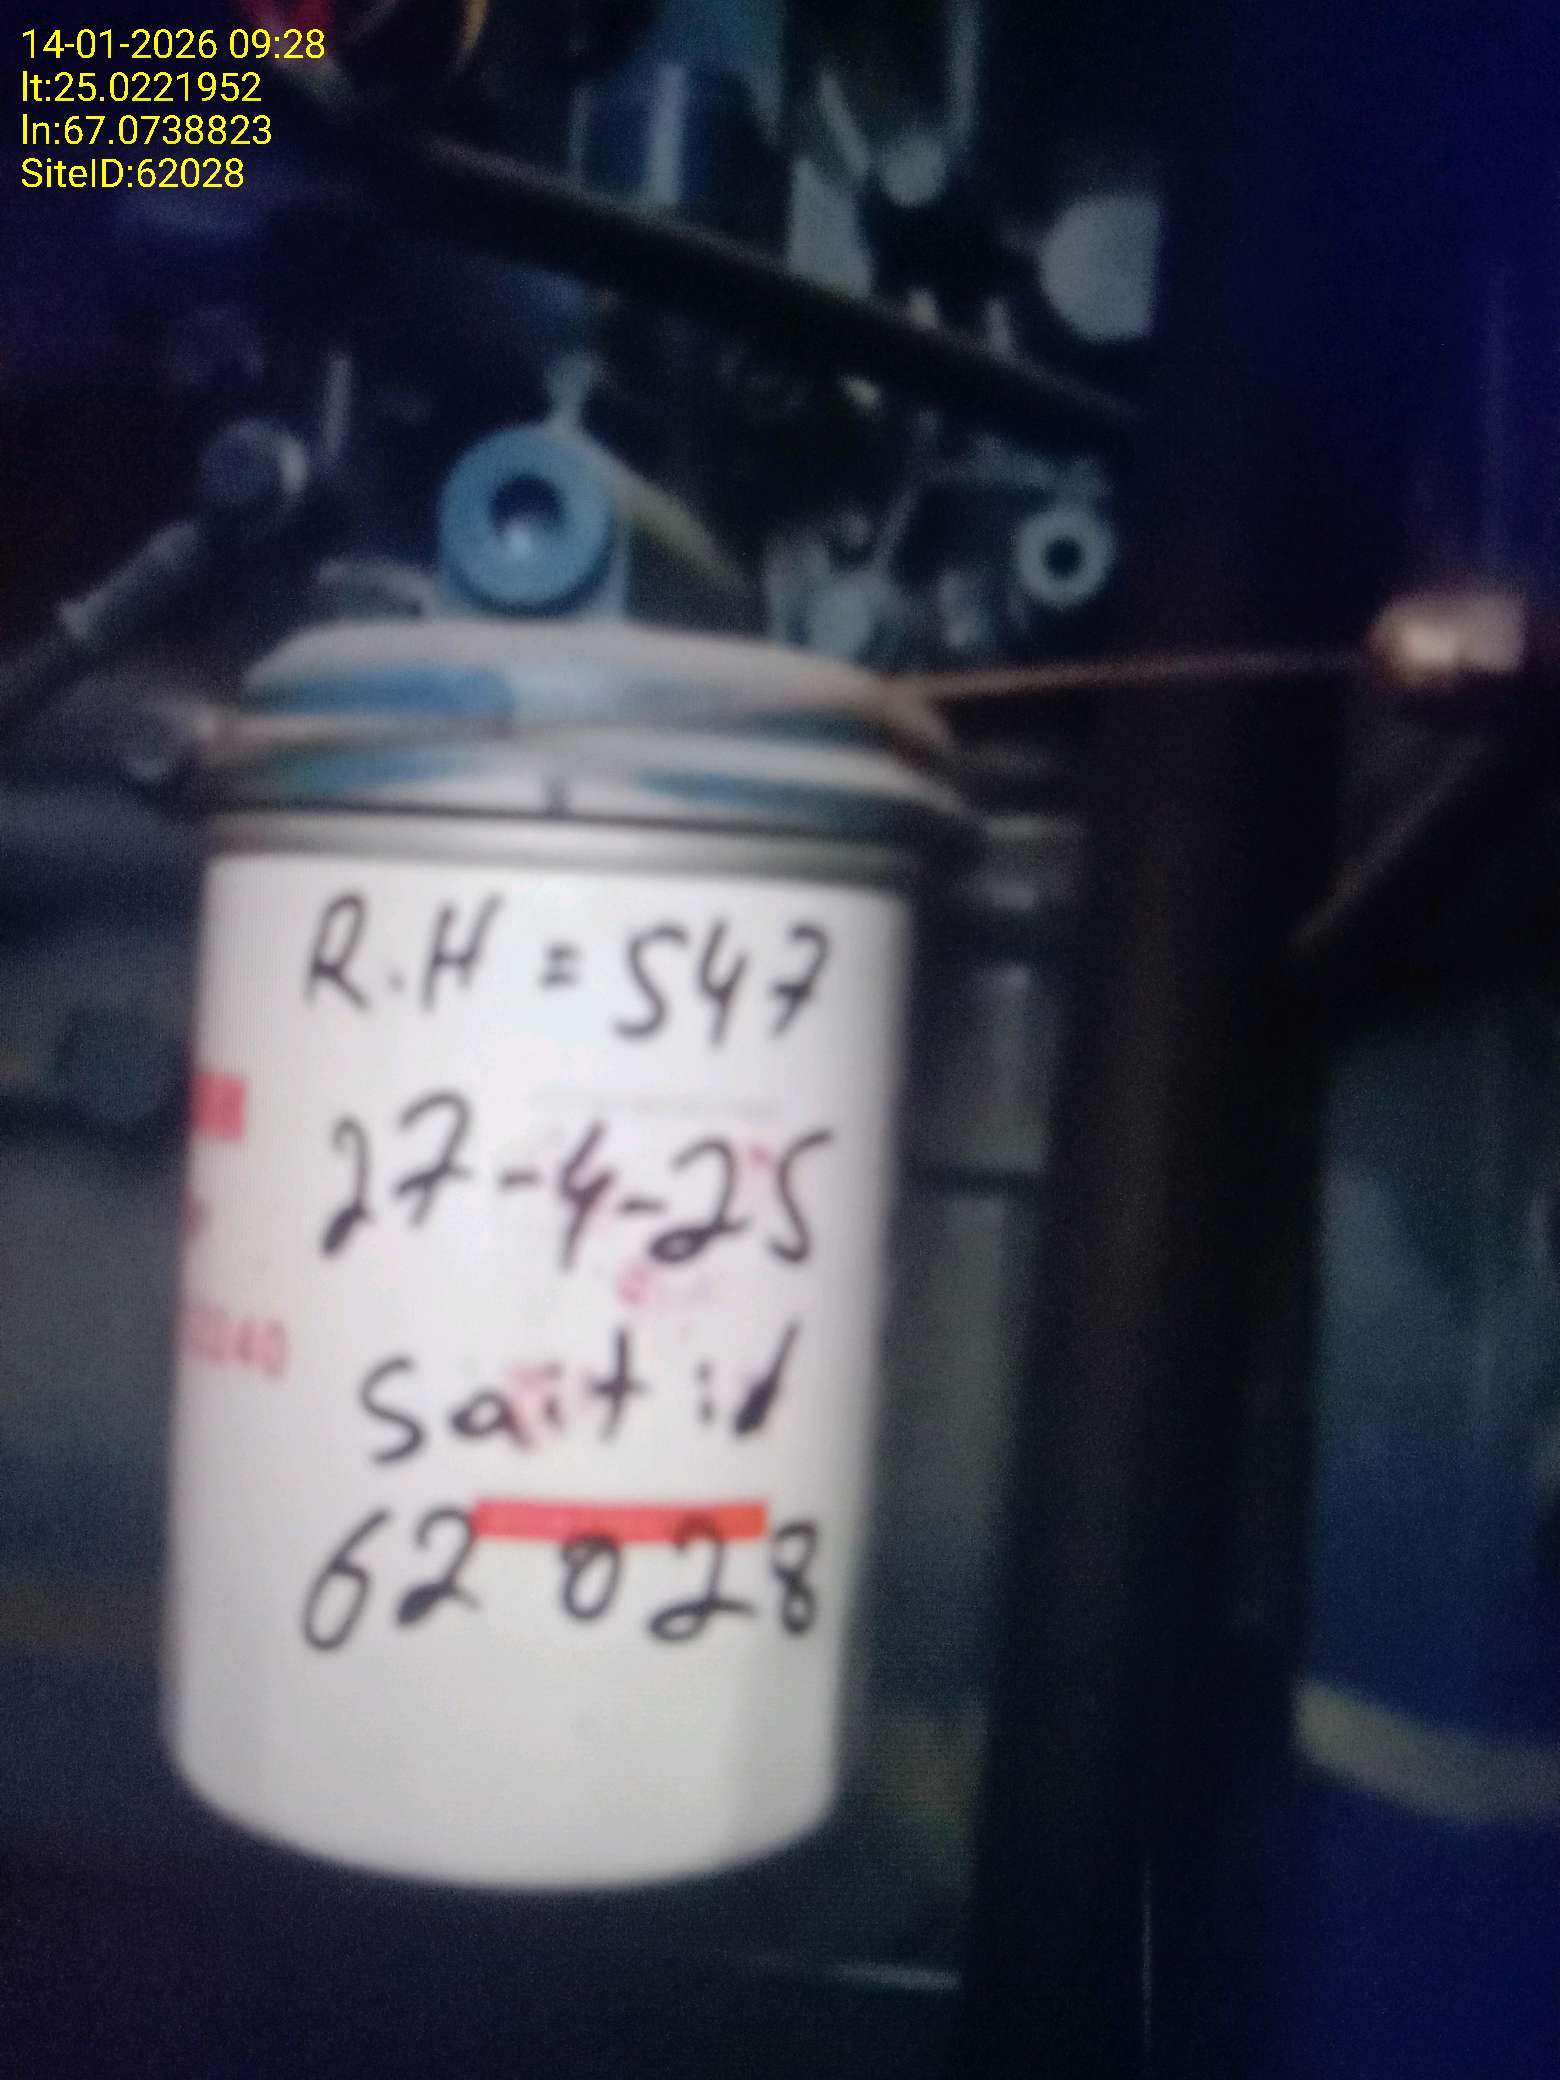 14-01-2026 09:28
lt:25.0221952
ln:67.0738823
SiteID:62028
R.H = 547
27-4-25
Sait id
62028